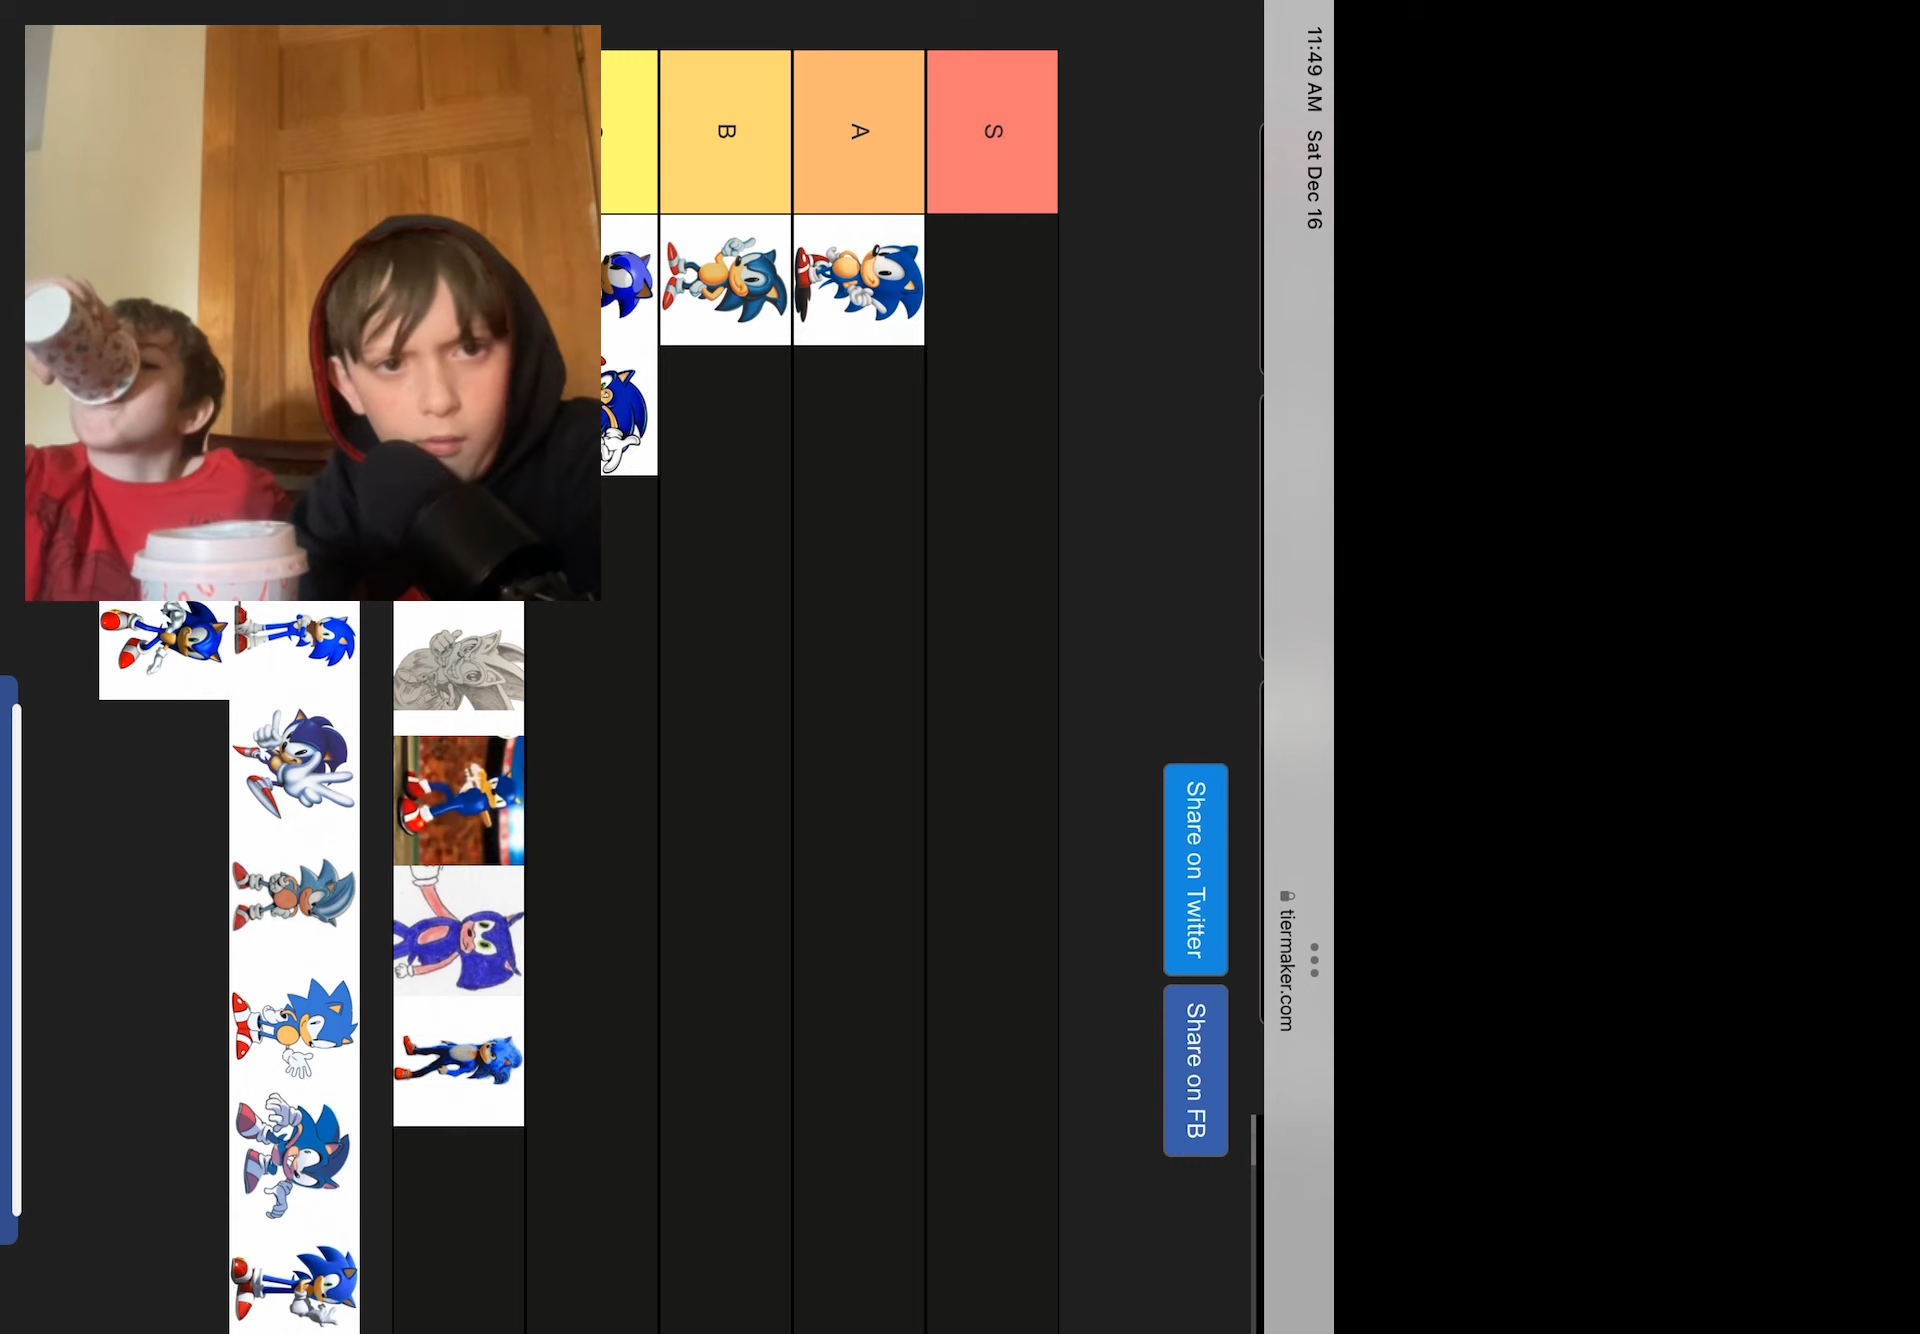 11:49 AM Sat Dec 16
tiermaker.com
Share on Twitter
Share on FB
S
A
B